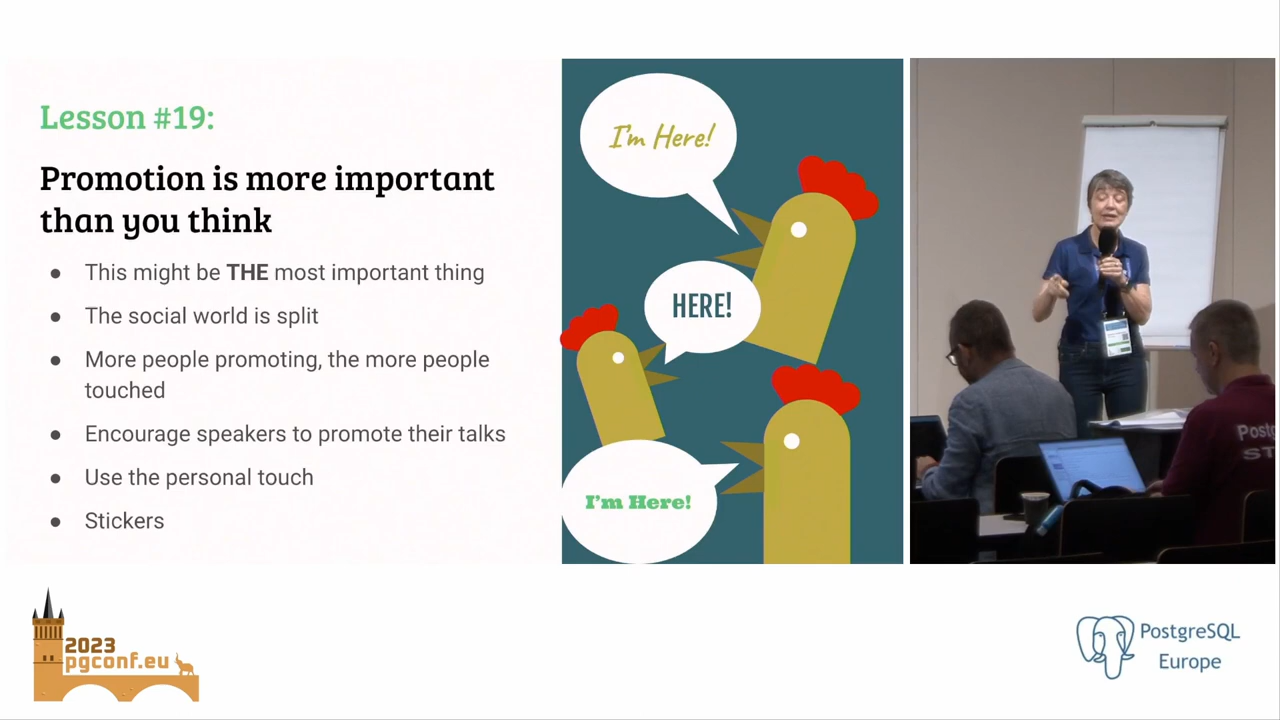 Lesson #19:
Promotion is more important
than you think
● This might be THE most important thing
● The social world is split
● More people promoting, the more people
touched
● Encourage speakers to promote their talks
● Use the personal touch
● Stickers
I'm Here!
HERE!
I'm Here!
2023
pgconf.eu
PostgreSQL
Europe